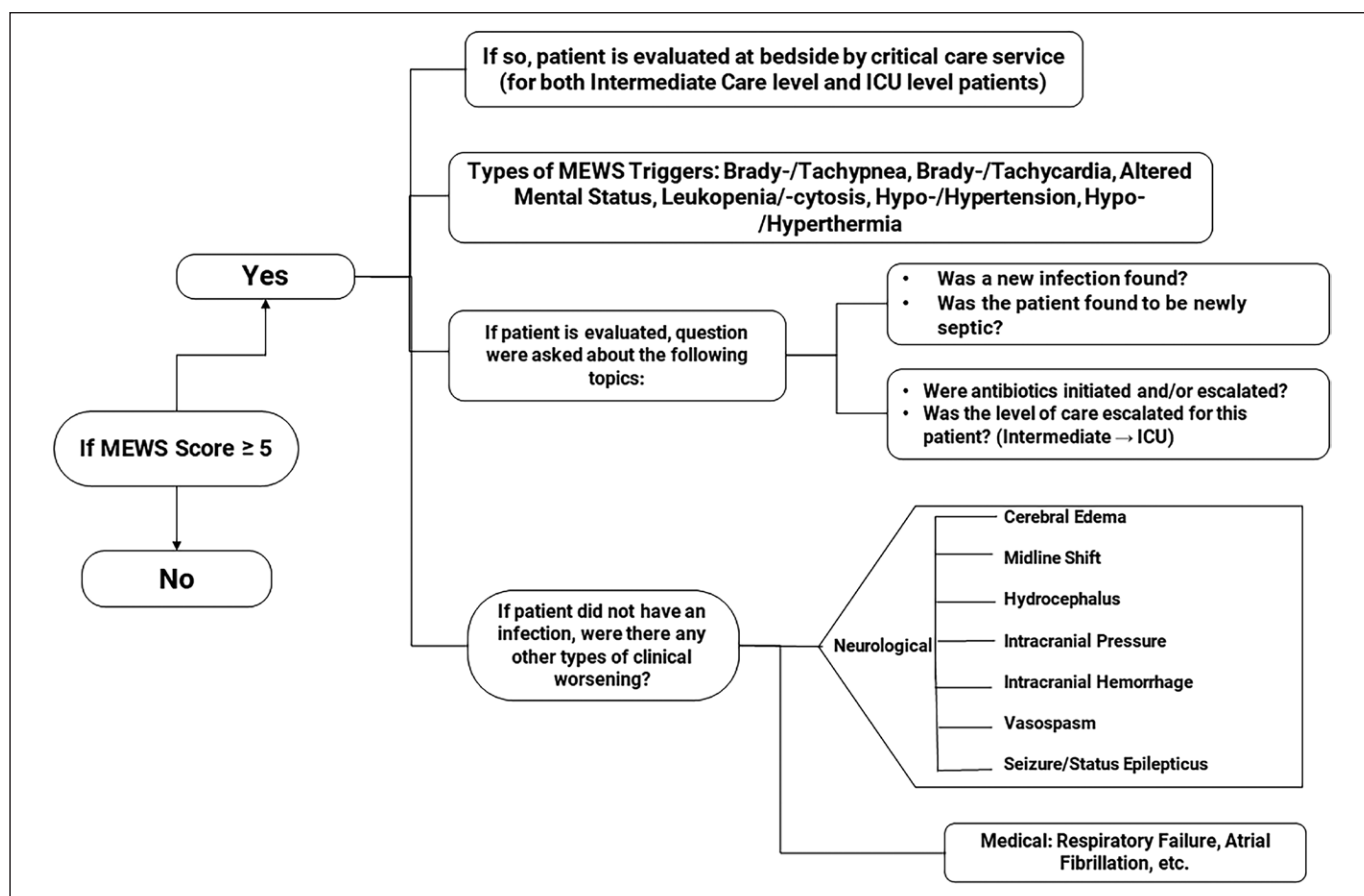 If so, patient is evaluated at bedside by critical care service
(for both Intermediate Care level and ICU level patients)
Types of MEWS Triggers: Brady-/Tachypnea, Brady-/Tachycardia, Altered
Mental Status, Leukopenia/-cytosis, Hypo-/Hypertension, Hypo-
/Hyperthermia
Yes
• Was a new infection found?
• Was the patient found to be newly
septic?
If patient is evaluated, question
were asked about the following
topics:
• Were antibiotics initiated and/or escalated?
• Was the level of care escalated for this
patient? (Intermediate → ICU)
If MEWS Score ≥ 5
No
If patient did not have an
infection, were there any
other types of clinical
worsening?
Neurological
Cerebral Edema
Midline Shift
Hydrocephalus
Intracranial Pressure
Intracranial Hemorrhage
Vasospasm
Seizure/Status Epilepticus
Medical: Respiratory Failure, Atrial
Fibrillation, etc.